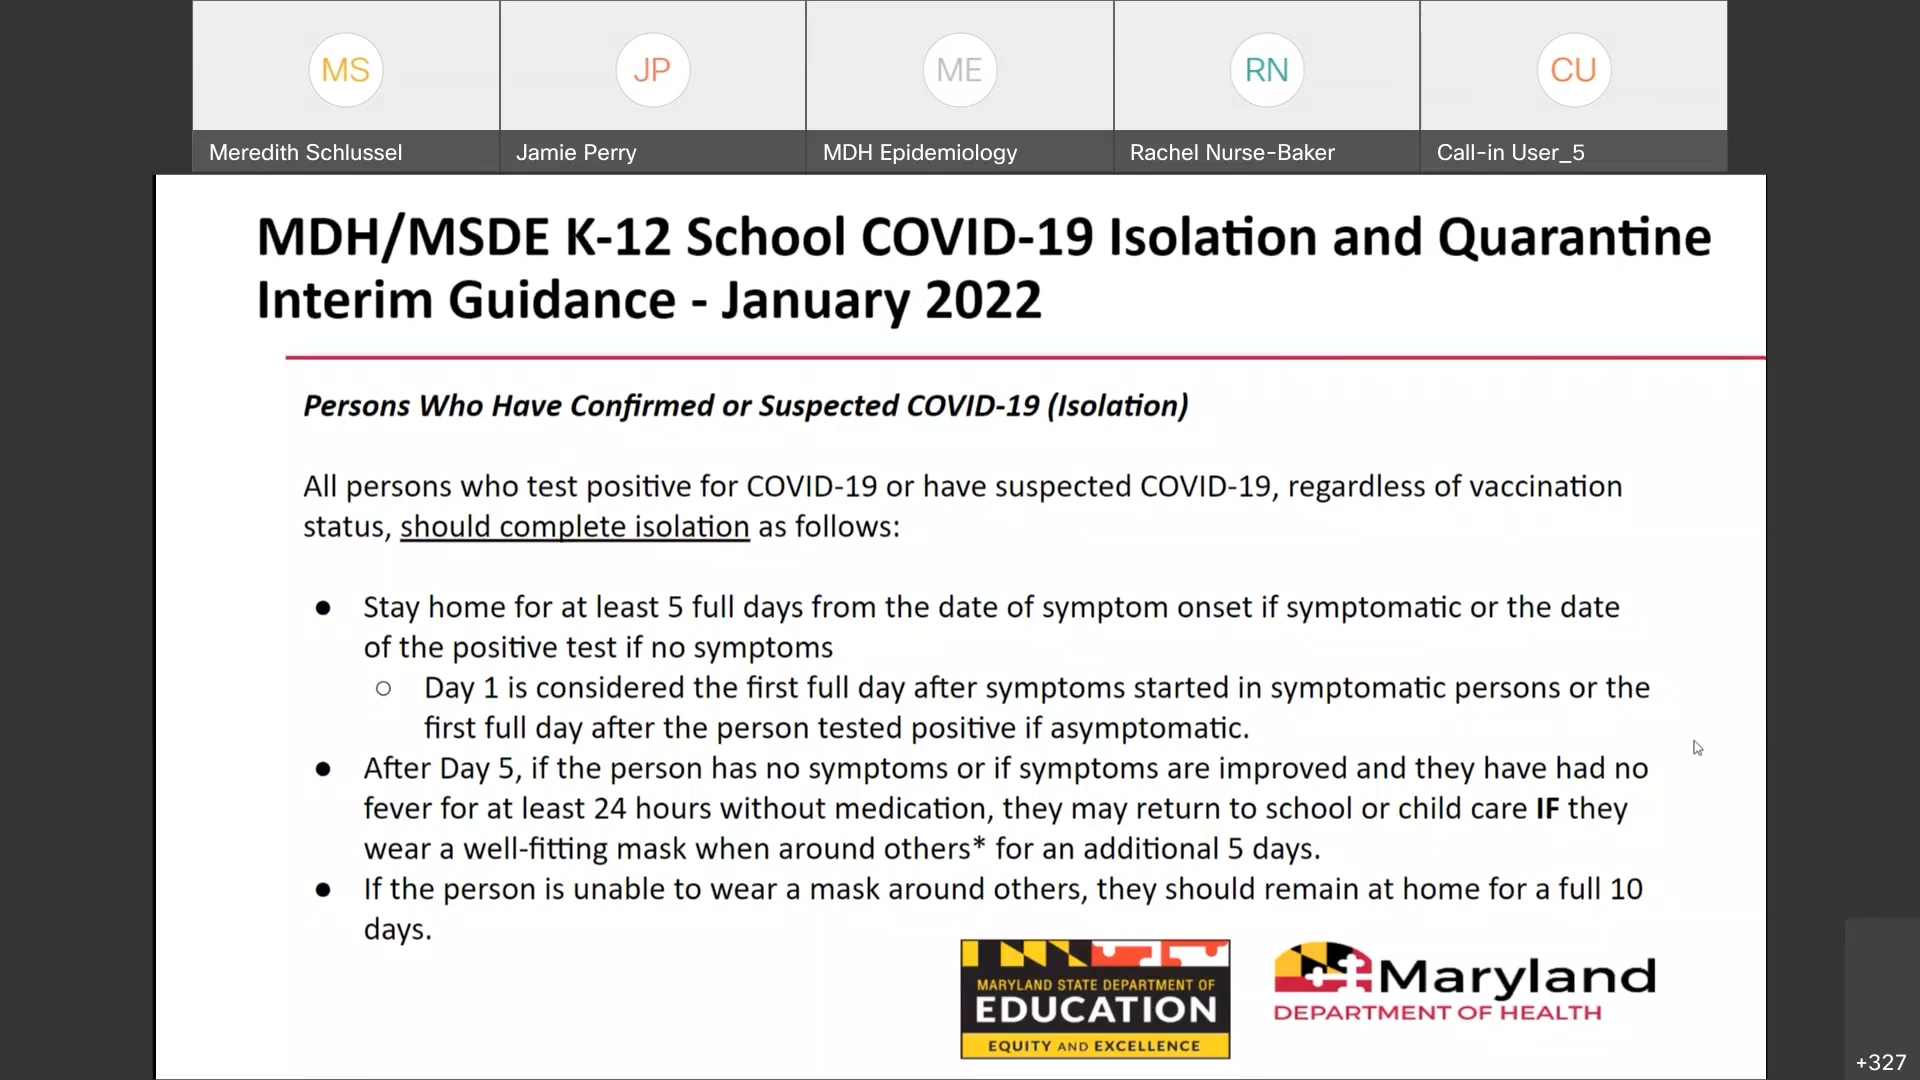 MS
JP
ME
RN
CU
Meredith Schlussel
Jamie Perry
MDH Epidemiology
Rachel Nurse-Baker
Call-in User_5
MDH/MSDE K-12 School COVID-19 Isolation and Quarantine
Interim Guidance - January 2022
Persons Who Have Confirmed or Suspected COVID-19 (Isolation)
All persons who test positive for COVID-19 or have suspected COVID-19, regardless of vaccination
status, should complete isolation as follows:
● Stay home for at least 5 full days from the date of symptom onset if symptomatic or the date
of the positive test if no symptoms
○ Day 1 is considered the first full day after symptoms started in symptomatic persons or the
first full day after the person tested positive if asymptomatic.
● After Day 5, if the person has no symptoms or if symptoms are improved and they have had no
fever for at least 24 hours without medication, they may return to school or child care IF they
wear a well-fitting mask when around others* for an additional 5 days.
● If the person is unable to wear a mask around others, they should remain at home for a full 10
days.
MARYLAND STATE DEPARTMENT OF
EDUCATION
EQUITY AND EXCELLENCE
Maryland
DEPARTMENT OF HEALTH
+327